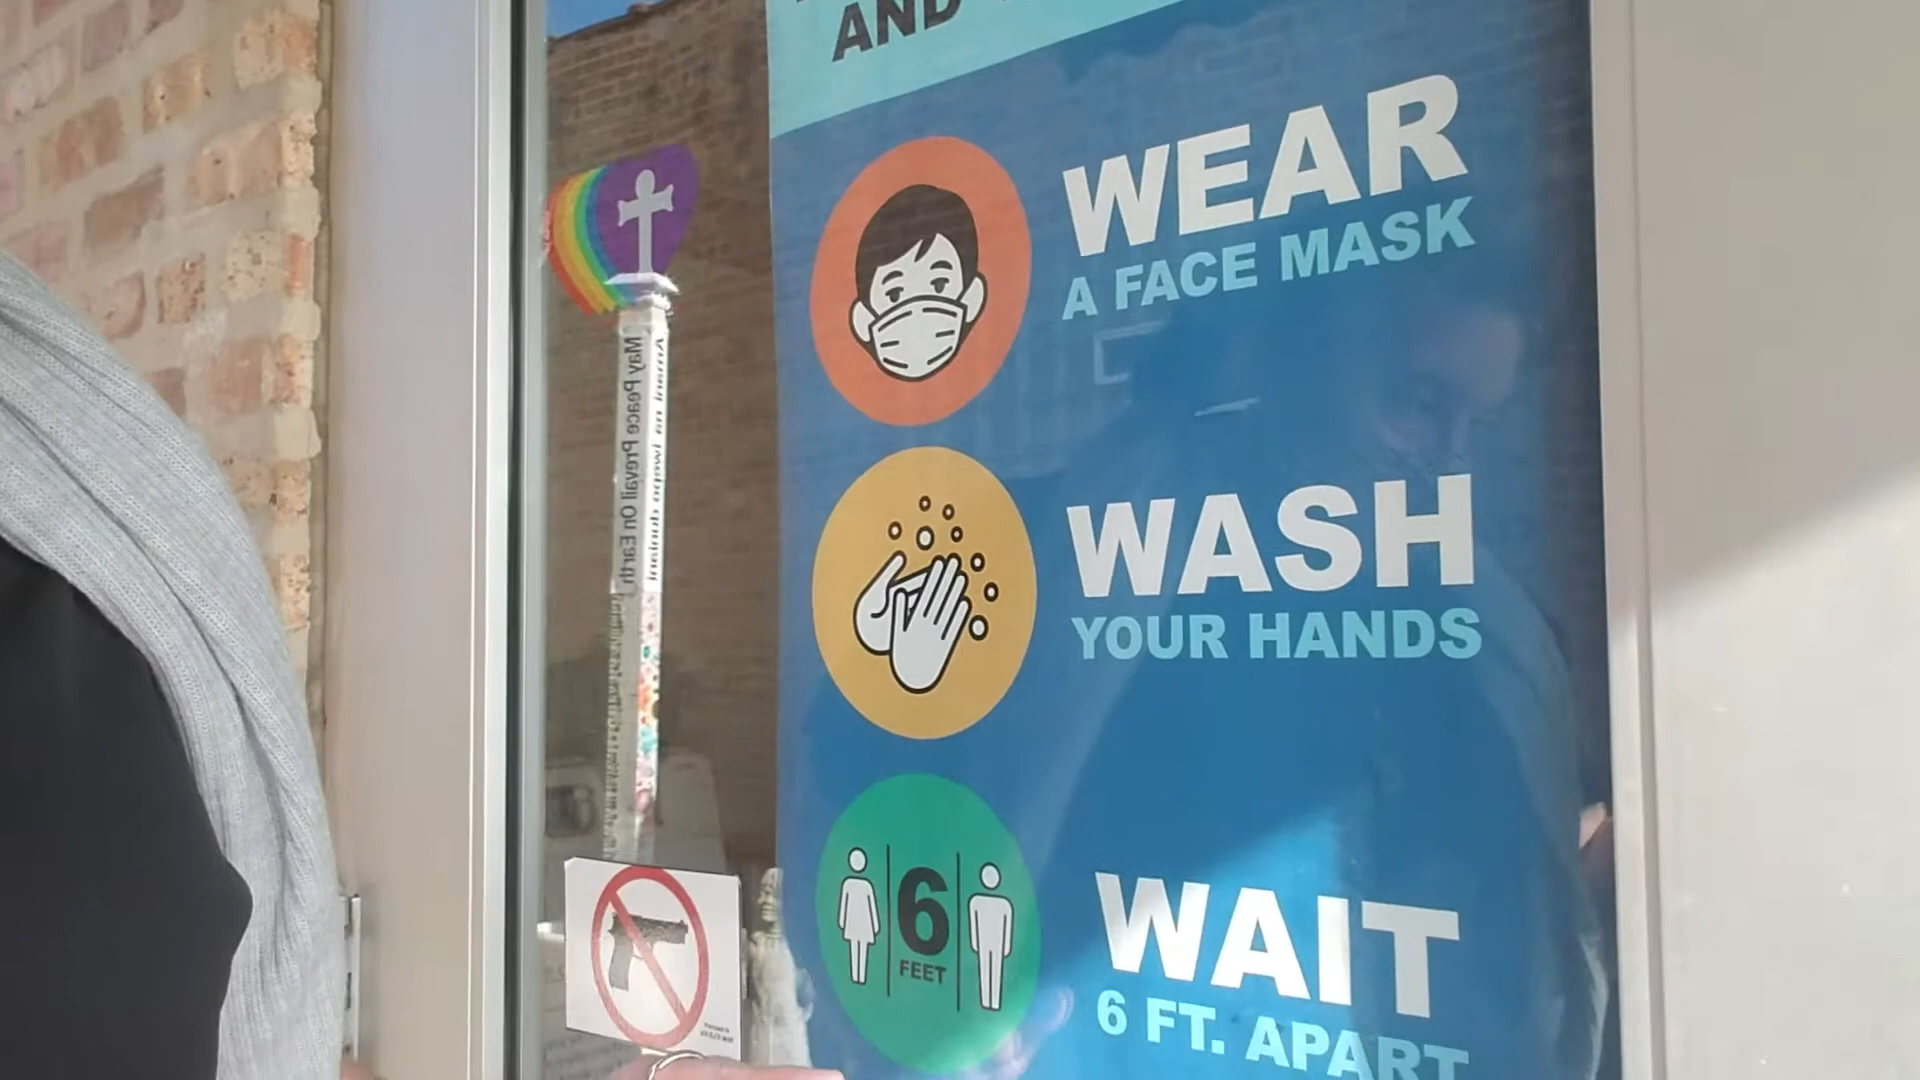 AND
WEAR
A FACE MASK
May Peace Prevail On Earth
WASH
YOUR HANDS
6
FEET
WAIT
6 FT. APART